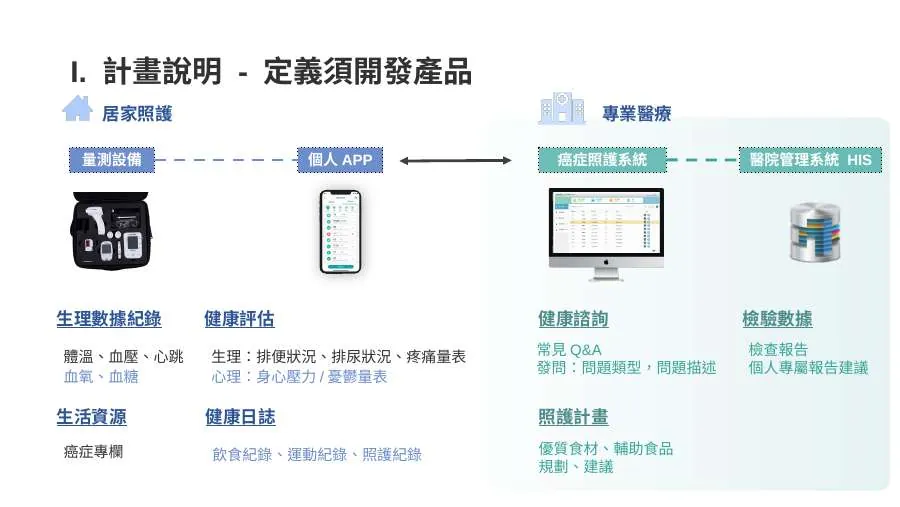 I. 計畫說明 - 定義須開發產品
居家照護
專業醫療
量測設備
個人 APP
癌症照護系統
醫院管理系統 HIS
生理數據紀錄
體溫、血壓、心跳
血氧、血糖
生活資源
癌症專欄
健康評估
生理：排便狀況、排尿狀況、疼痛量表
心理：身心壓力 / 憂鬱量表
健康日誌
飲食紀錄、運動紀錄、照護紀錄
健康諮詢
常見 Q&A
發問：問題類型，問題描述
照護計畫
優質食材、輔助食品
規劃、建議
檢驗數據
檢查報告
個人專屬報告建議